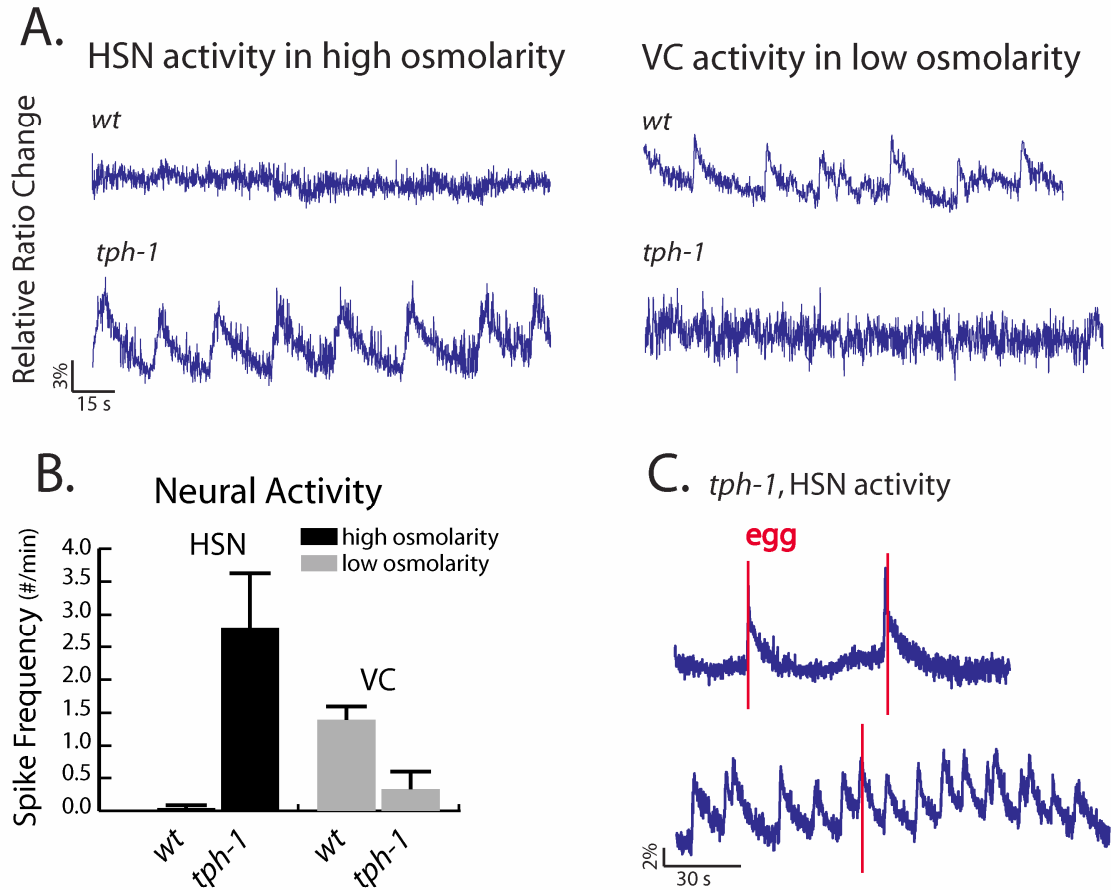 A.
HSN activity in high osmolarity
VC activity in low osmolarity
Relative Ratio Change
wt
wt
tph-1
tph-1
3%
15 s
B.
Neural Activity
HSN
high osmolarity
low osmolarity
VC
Spike Frequency (#/min)
4.0
3.5
3.0
2.5
2.0
1.5
1.0
0.5
0.0
wt
tph-1
wt
tph-1
C.
tph-1, HSN activity
egg
2%
30 s